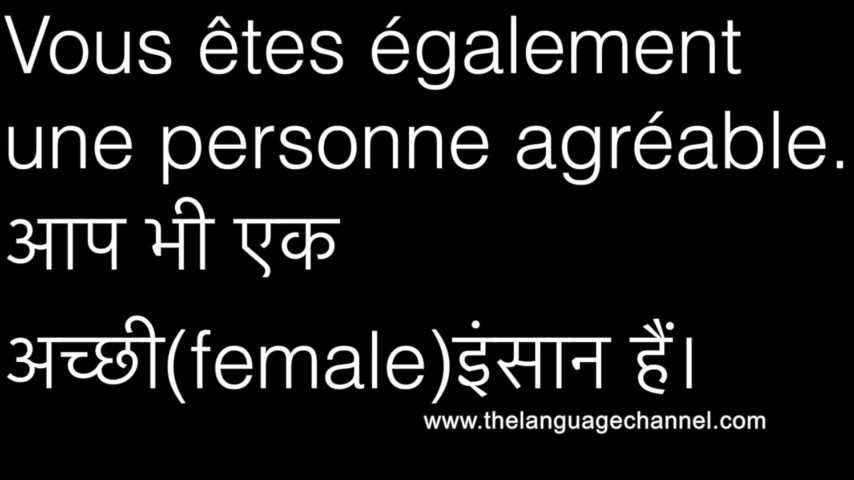 Vous êtes également
une personne agréable.
आप भी एक
अच्छी(female)इंसान हैं।
www.thelanguagechannel.com